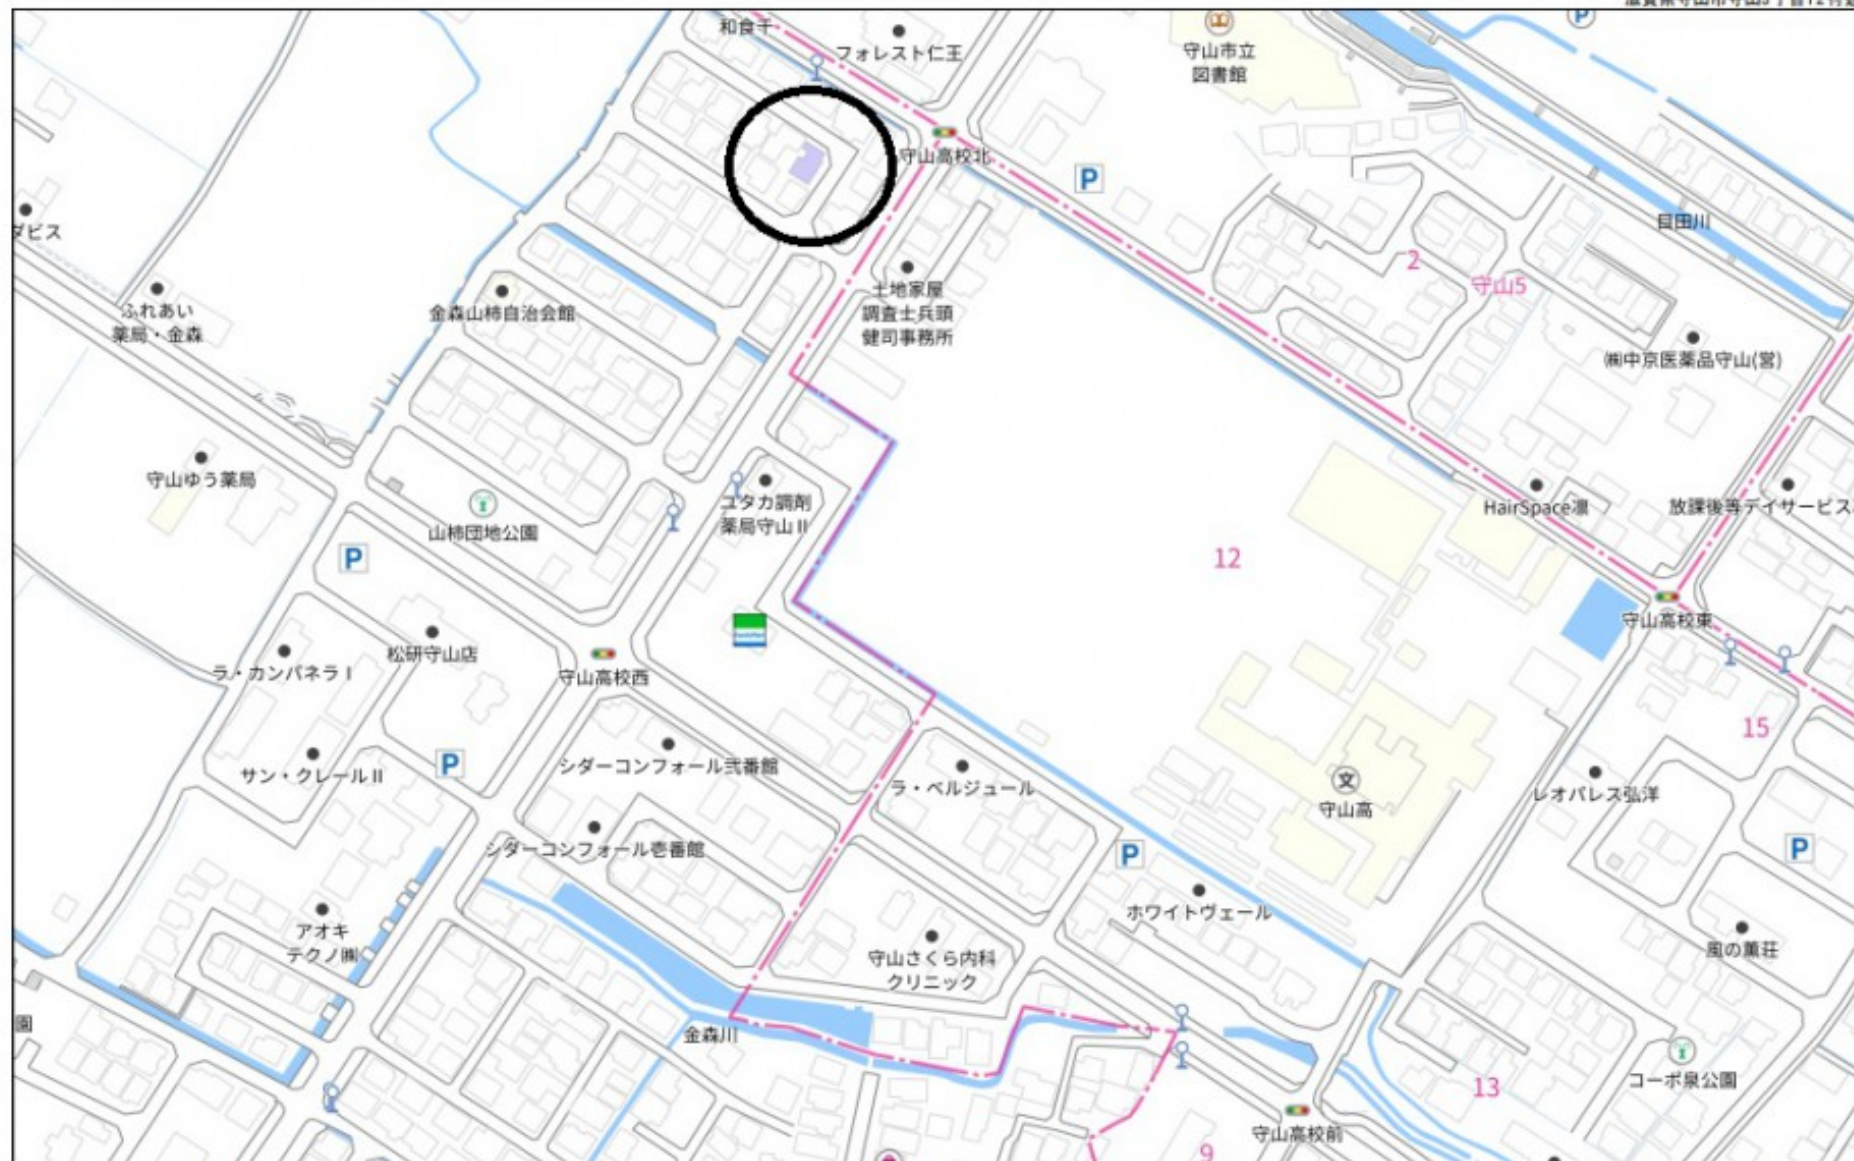 和食千
フォレスト仁王
守山市立
図書館
P
守山高校北
P
目田川
ダビス
2
守山5
ふれあい
薬局・金森
金森山柿自治会館
土地家屋
調査士兵頭
健司事務所
㈱中京医薬品守山(営)
守山ゆう薬局
山柿団地公園
ユタカ調剤
薬局守山Ⅱ
HairSpace凛
放課後等デイサービス
P
12
守山高校東
ラ・カンパネラⅠ
松研守山店
守山高校西
FamilyMart
15
サン・クレールⅡ
P
シダーコンフォール弐番館
ラ・ベルジュール
文
守山高
レオパレス弘洋
シダーコンフォール壱番館
P
P
アオキ
テクノ㈱
ホワイトヴェール
守山さくら内科
クリニック
風の薫荘
園
金森川
13
コーポ泉公園
守山高校前
9